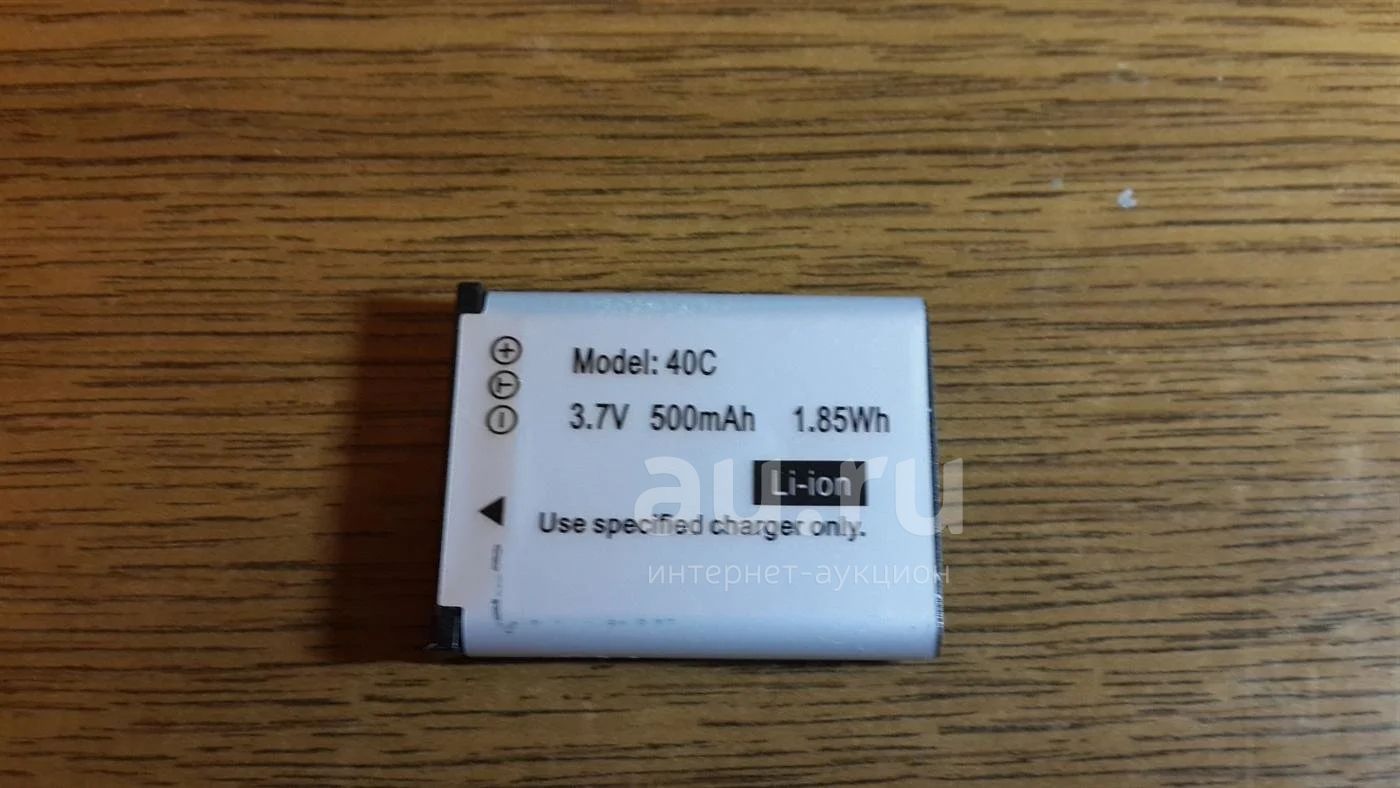 Model: 40C
3.7V 500mAh 1.85Wh
Li-ion
Use specified charger only.
au.ru
интернет-аукцион